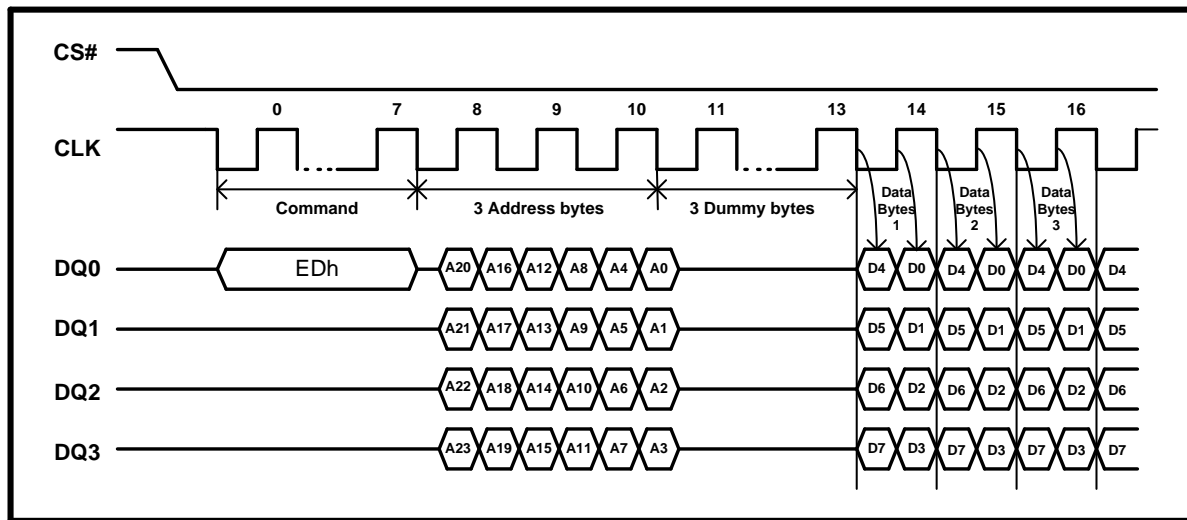 CS#
0 7 8 9 10 11 13 14 15 16
CLK
Command 3 Address bytes 3 Dummy bytes
Data Bytes 1
Data Bytes 2
Data Bytes 3
DQ0 EDh A20 A16 A12 A8 A4 A0 D4 D0 D4 D0 D4 D0 D4
DQ1 A21 A17 A13 A9 A5 A1 D5 D1 D5 D1 D5 D1 D5
DQ2 A22 A18 A14 A10 A6 A2 D6 D2 D6 D2 D6 D2 D6
DQ3 A23 A19 A15 A11 A7 A3 D7 D3 D7 D3 D7 D3 D7